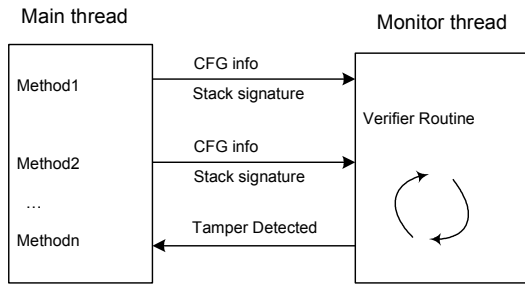 Main thread
Monitor thread
CFG info
Method1
Stack signature
Verifier Routine
CFG info
Method2
Stack signature
...
Tamper Detected
Methodn